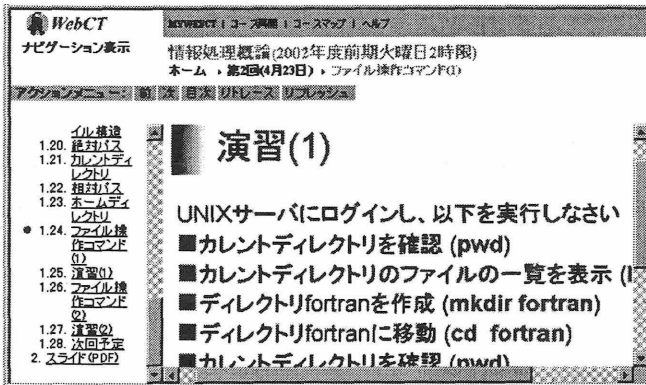 WebCT
ナビゲーション表示
MYWEBCT | コース再開 | コースマップ | ヘルプ
情報処理概論(2002年度前期火曜日2時限)
ホーム › 第2回(4月23日) › ファイル操作コマンド(1)
アクションメニュー: 前 次 目次 リトレース リフレッシュ
イル構造
1.20. 絶対パス
1.21. カレントディ
レクトリ
1.22. 相対パス
1.23. ホームディ
レクトリ
1.24. ファイル操
作コマンド
(1)
1.25. 演習(1)
1.26. ファイル操
作コマンド
(2)
1.27. 演習(2)
1.28. 次回予定
2. スライド(PDF)
演習(1)
UNIXサーバにログインし、以下を実行しなさい
■カレントディレクトリを確認 (pwd)
■カレントディレクトリのファイルの一覧を表示 (l
■ディレクトリfortranを作成 (mkdir fortran)
■ディレクトリfortranに移動 (cd fortran)
■カレントディレクトリを確認 (pwd)